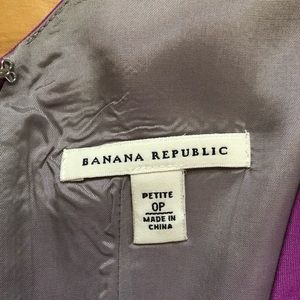 BANANA REPUBLIC
PETITE
0P
MADE IN
CHINA